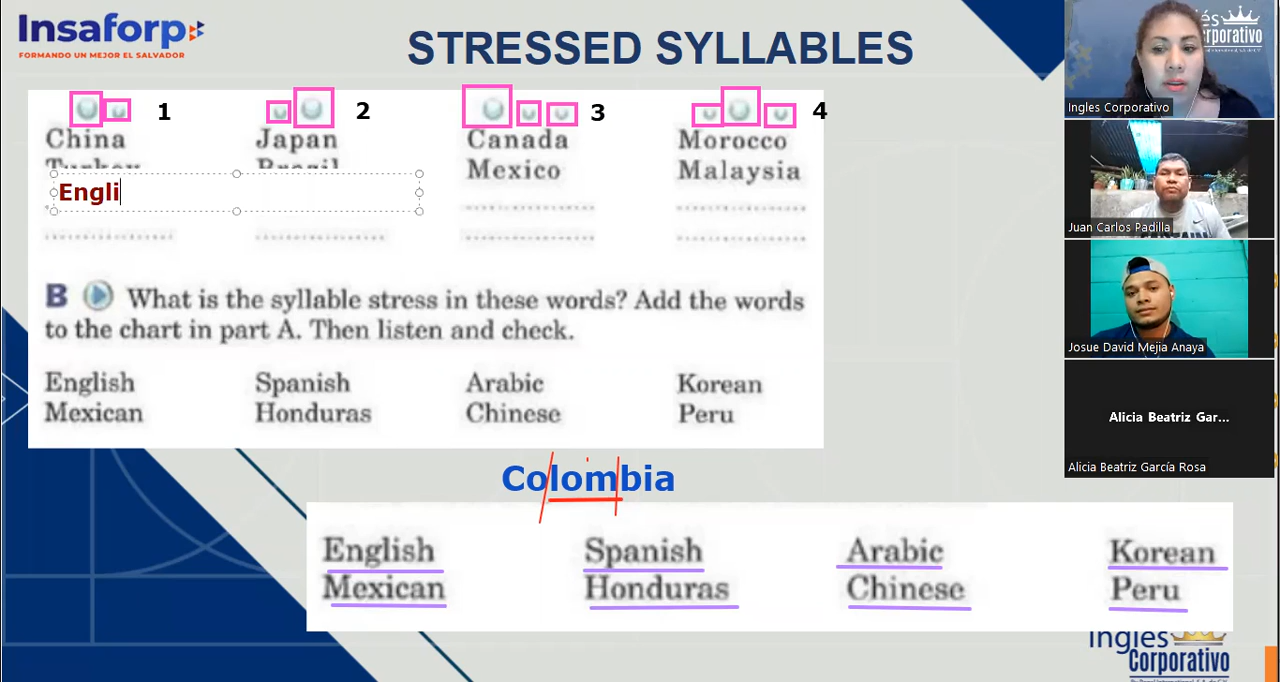 Insaforp
FORMANDO UN MEJOR EL SALVADOR
STRESSED SYLLABLES
1 2 3 4
China Japan Canada Morocco
Turkey Brazil Mexico Malaysia
Engli
B What is the syllable stress in these words? Add the words
to the chart in part A. Then listen and check.
English Spanish Arabic Korean
Mexican Honduras Chinese Peru
Colombia
English Spanish Arabic Korean
Mexican Honduras Chinese Peru
Inglés
Corporativo
Ingles Corporativo
Juan Carlos Padilla
Josue David Mejia Anaya
Alicia Beatriz Gar...
Alicia Beatriz García Rosa